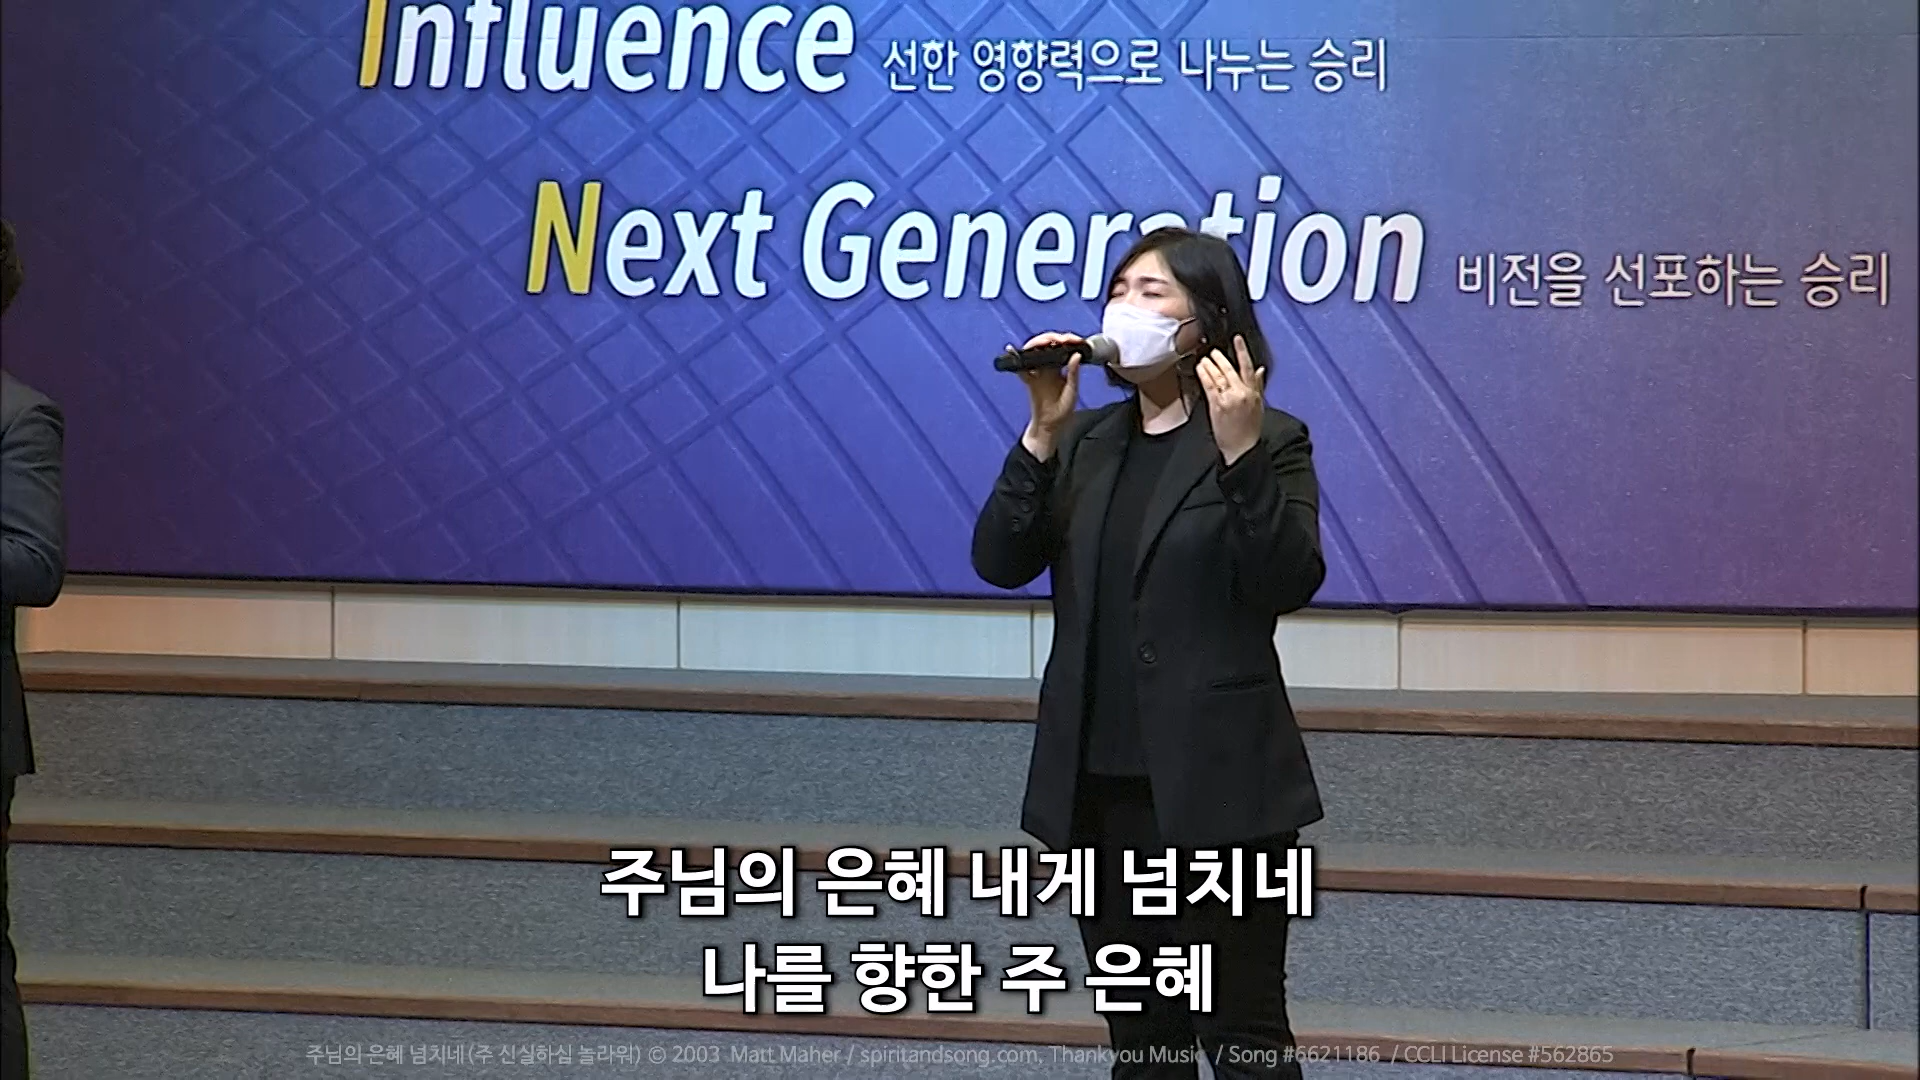 Influence 선한 영향력으로 나누는 승리
Next Generation 비전을 선포하는 승리
주님의 은혜 내게 넘치네
나를 향한 주 은혜
주님의 은혜 넘치네(주 신실하심 놀라워) © 2003 Matt Maher / spiritandsong.com, Thankyou Music / Song #6621186 / CCLI License #562865